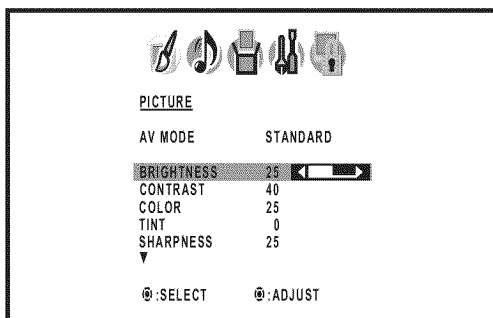 PICTURE
AV MODE STANDARD
BRIGHTNESS 25
CONTRAST 40
COLOR 25
TINT 0
SHARPNESS 25
:SELECT :ADJUST